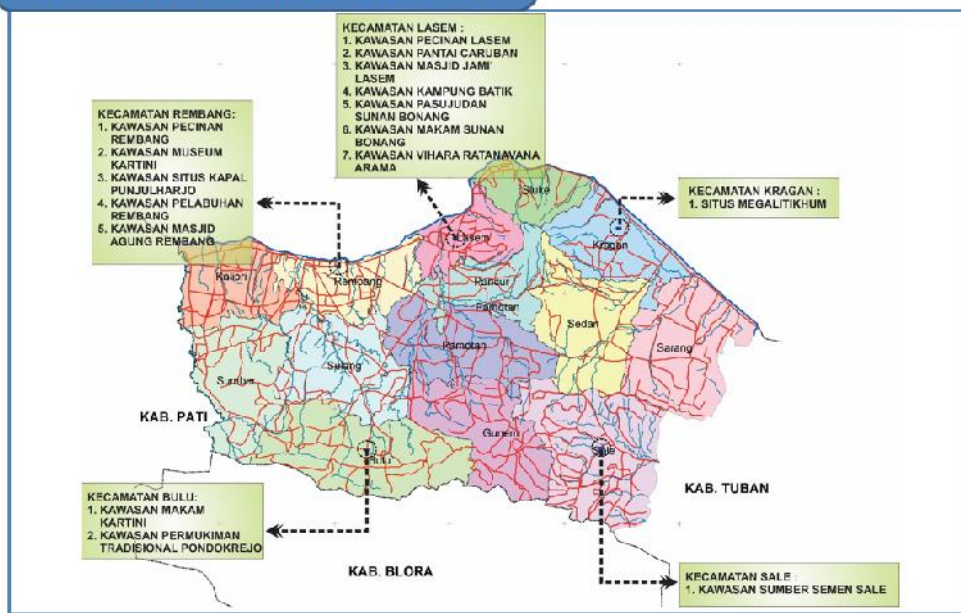 KECAMATAN LASEM :
1. KAWASAN PECINAN LASEM
2. KAWASAN PANTAI CARUBAN
3. KAWASAN MASJID JAMI'
LASEM
4. KAWASAN KAMPUNG BATIK
5. KAWASAN PASUJUDAN
SUNAN BONANG
6. KAWASAN MAKAM SUNAN
BONANG
7. KAWASAN VIHARA RATANAVANA
ARAMA
KECAMATAN REMBANG:
1. KAWASAN PECINAN
REMBANG
2. KAWASAN MUSEUM
KARTINI
3. KAWASAN SITUS KAPAL
PUNJULHARJO
4. KAWASAN PELABUHAN
REMBANG
5. KAWASAN MASJID
AGUNG REMBANG
KECAMATAN KRAGAN :
1. SITUS MEGALITIKHUM
Sluke
Lasem
Kragan
Kaliori
Rembang
Pancur
Pamotan
Sedan
Pamotan
Sarang
Sulang
Sumber
Gunem
Sale
Bulu
KAB. PATI
KAB. TUBAN
KECAMATAN BULU:
1. KAWASAN MAKAM
KARTINI
2. KAWASAN PERMUKIMAN
TRADISIONAL PONDOKREJO
KAB. BLORA
KECAMATAN SALE :
1. KAWASAN SUMBER SEMEN SALE